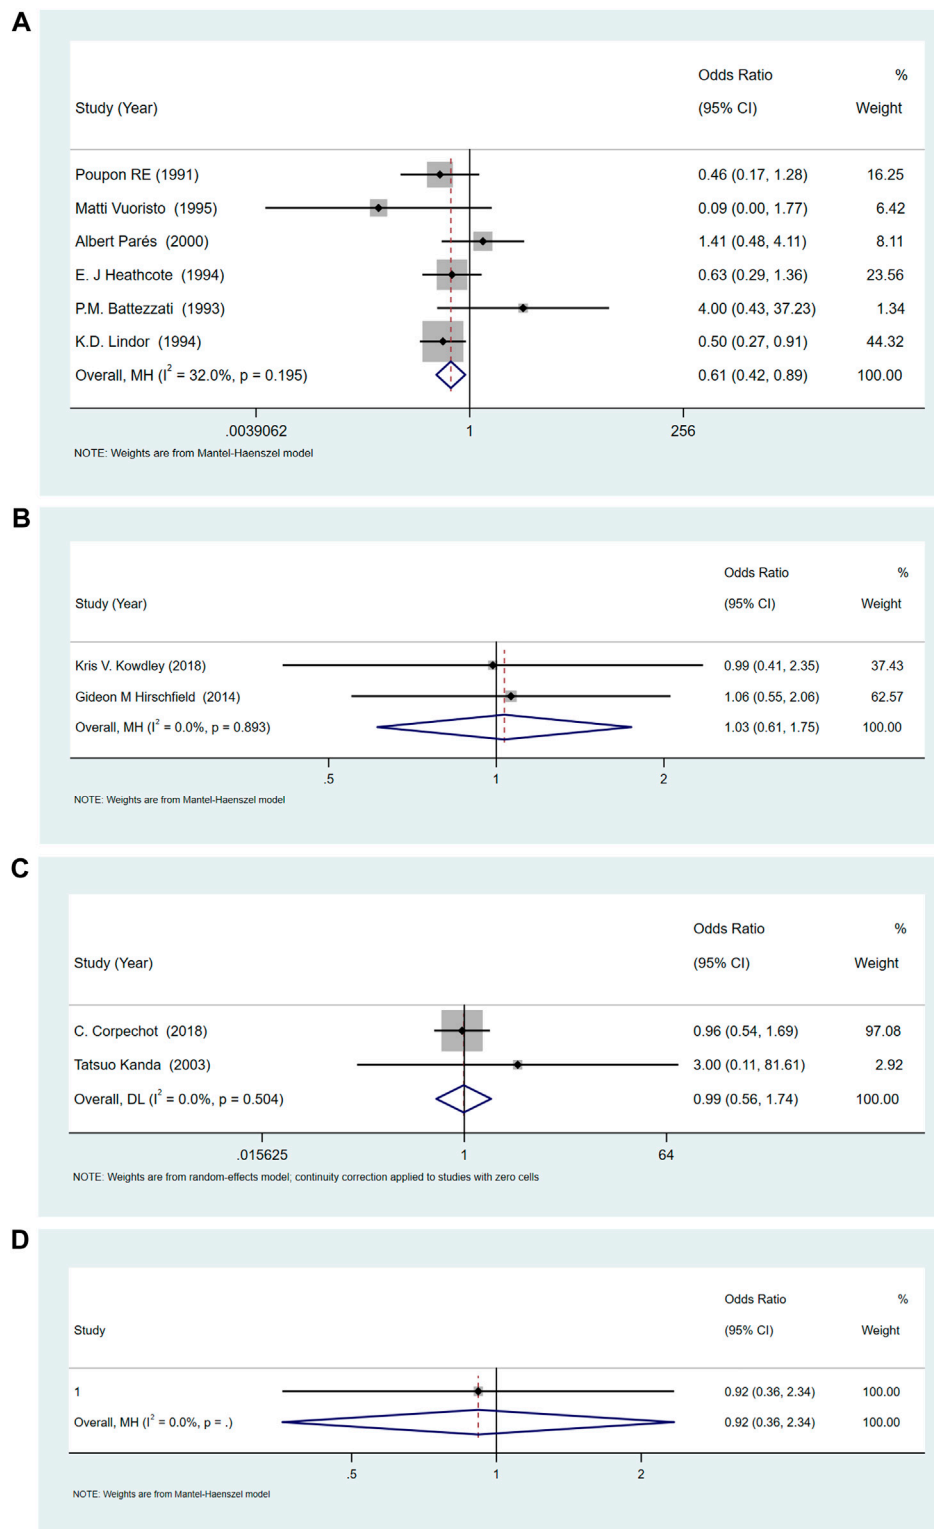 A
Odds Ratio %
Study (Year) (95% CI) Weight
Poupon RE (1991) 0.46 (0.17, 1.28) 16.25
Matti Vuoristo (1995) 0.09 (0.00, 1.77) 6.42
Albert Parés (2000) 1.41 (0.48, 4.11) 8.11
E. J Heathcote (1994) 0.63 (0.29, 1.36) 23.56
P.M. Battezzati (1993) 4.00 (0.43, 37.23) 1.34
K.D. Lindor (1994) 0.50 (0.27, 0.91) 44.32
Overall, MH (I² = 32.0%, p = 0.195) 0.61 (0.42, 0.89) 100.00
.0039062 1 256
NOTE: Weights are from Mantel-Haenszel model
B
Odds Ratio %
Study (Year) (95% CI) Weight
Kris V. Kowdley (2018) 0.99 (0.41, 2.35) 37.43
Gideon M Hirschfield (2014) 1.06 (0.55, 2.06) 62.57
Overall, MH (I² = 0.0%, p = 0.893) 1.03 (0.61, 1.75) 100.00
.5 1 2
NOTE: Weights are from Mantel-Haenszel model
C
Odds Ratio %
Study (Year) (95% CI) Weight
C. Corpechot (2018) 0.96 (0.54, 1.69) 97.08
Tatsuo Kanda (2003) 3.00 (0.11, 81.61) 2.92
Overall, DL (I² = 0.0%, p = 0.504) 0.99 (0.56, 1.74) 100.00
.015625 1 64
NOTE: Weights are from random-effects model; continuity correction applied to studies with zero cells
D
Odds Ratio %
Study (95% CI) Weight
1 0.92 (0.36, 2.34) 100.00
Overall, MH (I² = 0.0%, p = .) 0.92 (0.36, 2.34) 100.00
.5 1 2
NOTE: Weights are from Mantel-Haenszel model